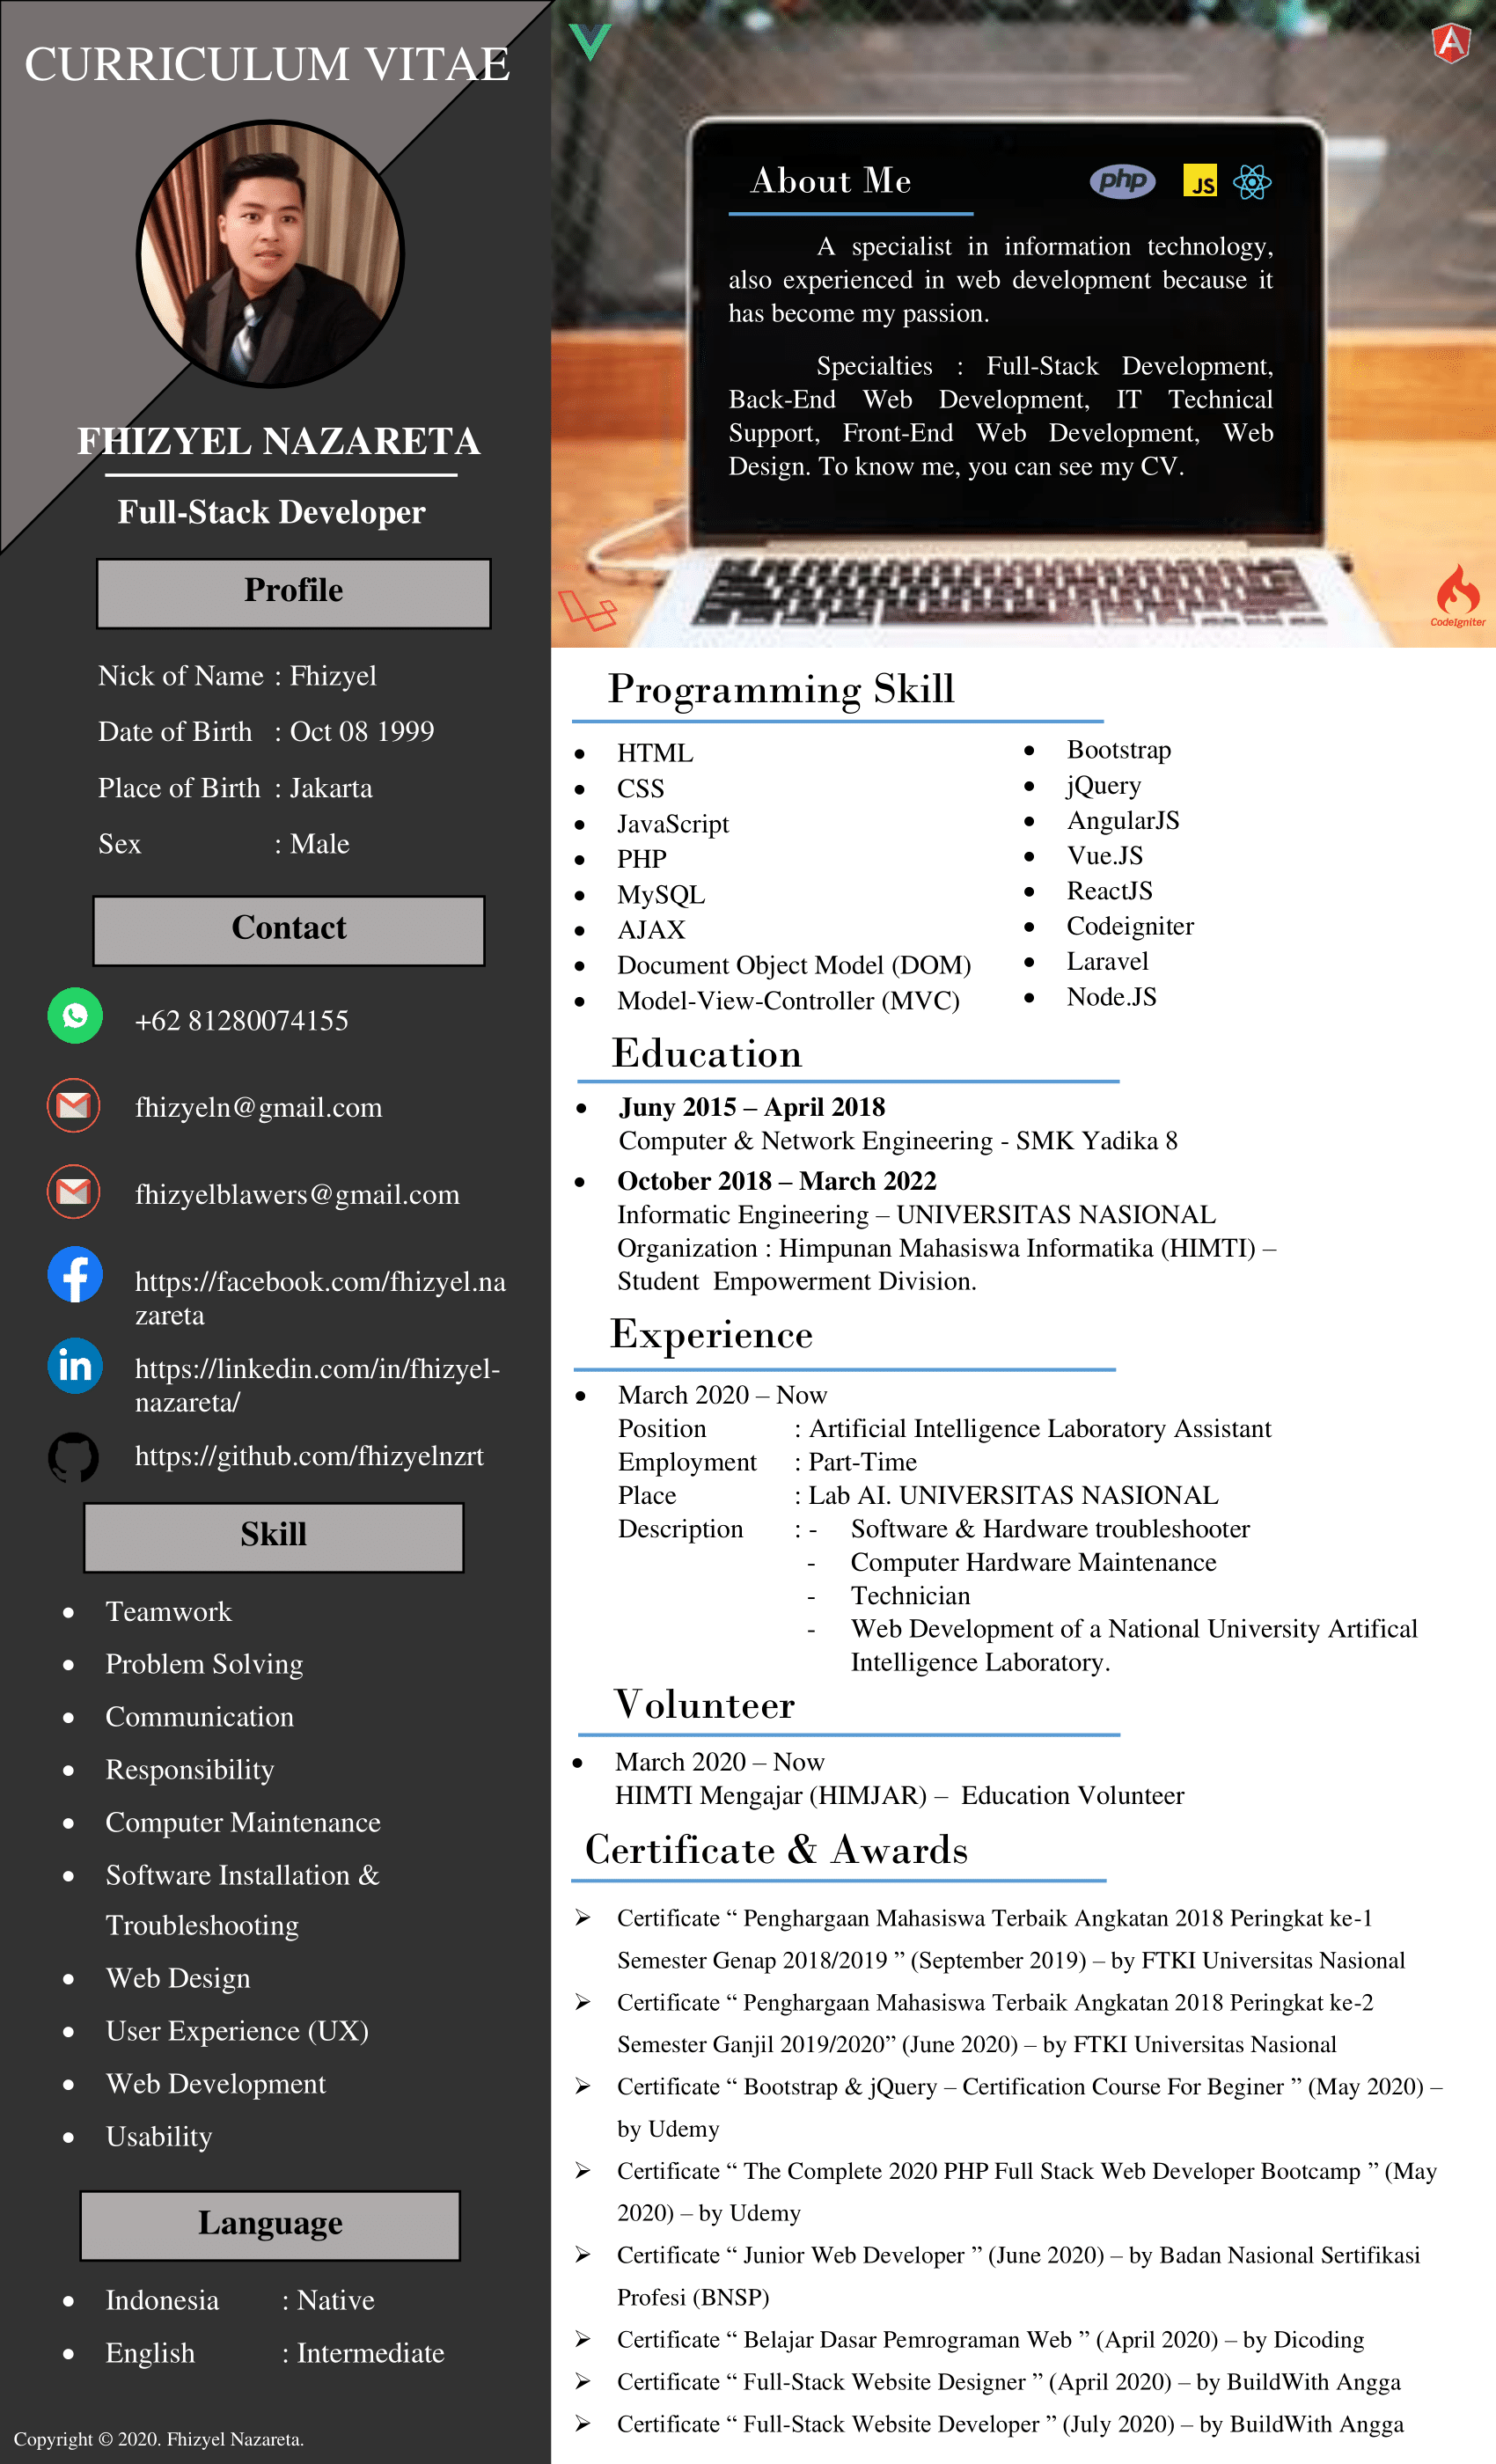 CURRICULUM VITAE
FHIZYEL NAZARETA
Full-Stack Developer
Profile
Nick of Name : Fhizyel
Date of Birth : Oct 08 1999
Place of Birth : Jakarta
Sex : Male
Contact
+62 81280074155
fhizyeln@gmail.com
fhizyelblawers@gmail.com
https://facebook.com/fhizyel.na
zareta
https://linkedin.com/in/fhizyel-
nazareta/
https://github.com/fhizyelnzrt
Skill
• Teamwork
• Problem Solving
• Communication
• Responsibility
• Computer Maintenance
• Software Installation &
Troubleshooting
• Web Design
• User Experience (UX)
• Web Development
• Usability
Language
• Indonesia : Native
• English : Intermediate
Copyright © 2020. Fhizyel Nazareta.
About Me
php
JS
A specialist in information technology,
also experienced in web development because it
has become my passion.
Specialties : Full-Stack Development,
Back-End Web Development, IT Technical
Support, Front-End Web Development, Web
Design. To know me, you can see my CV.
CodeIgniter
Programming Skill
• HTML
• CSS
• JavaScript
• PHP
• MySQL
• AJAX
• Document Object Model (DOM)
• Model-View-Controller (MVC)
• Bootstrap
• jQuery
• AngularJS
• Vue.JS
• ReactJS
• Codeigniter
• Laravel
• Node.JS
Education
• Juny 2015 – April 2018
Computer & Network Engineering - SMK Yadika 8
• October 2018 – March 2022
Informatic Engineering – UNIVERSITAS NASIONAL
Organization : Himpunan Mahasiswa Informatika (HIMTI) –
Student Empowerment Division.
Experience
• March 2020 – Now
Position : Artificial Intelligence Laboratory Assistant
Employment : Part-Time
Place : Lab AI. UNIVERSITAS NASIONAL
Description : - Software & Hardware troubleshooter
- Computer Hardware Maintenance
- Technician
- Web Development of a National University Artifical
Intelligence Laboratory.
Volunteer
• March 2020 – Now
HIMTI Mengajar (HIMJAR) – Education Volunteer
Certificate & Awards
➢ Certificate “ Penghargaan Mahasiswa Terbaik Angkatan 2018 Peringkat ke-1
Semester Genap 2018/2019 ” (September 2019) – by FTKI Universitas Nasional
➢ Certificate “ Penghargaan Mahasiswa Terbaik Angkatan 2018 Peringkat ke-2
Semester Ganjil 2019/2020” (June 2020) – by FTKI Universitas Nasional
➢ Certificate “ Bootstrap & jQuery – Certification Course For Beginer ” (May 2020) –
by Udemy
➢ Certificate “ The Complete 2020 PHP Full Stack Web Developer Bootcamp ” (May
2020) – by Udemy
➢ Certificate “ Junior Web Developer ” (June 2020) – by Badan Nasional Sertifikasi
Profesi (BNSP)
➢ Certificate “ Belajar Dasar Pemrograman Web ” (April 2020) – by Dicoding
➢ Certificate “ Full-Stack Website Designer ” (April 2020) – by BuildWith Angga
➢ Certificate “ Full-Stack Website Developer ” (July 2020) – by BuildWith Angga